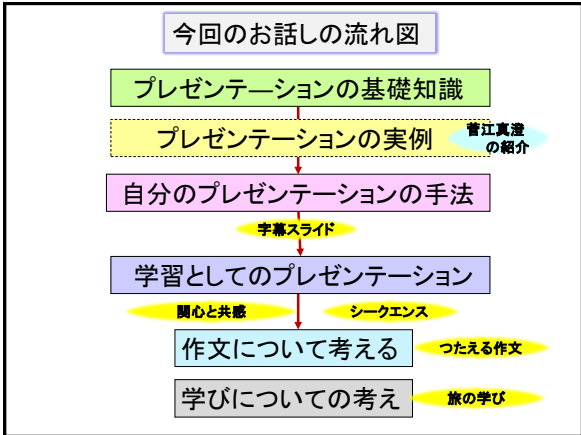 今回のお話しの流れ図
プレゼンテ―ションの基礎知識
プレゼンテーションの実例
菅江真澄
の紹介
自分のプレゼンテーションの手法
字幕スライド
学習としてのプレゼンテーション
関心と共感
シークエンス
作文について考える
つたえる作文
学びについての考え
旅の学び